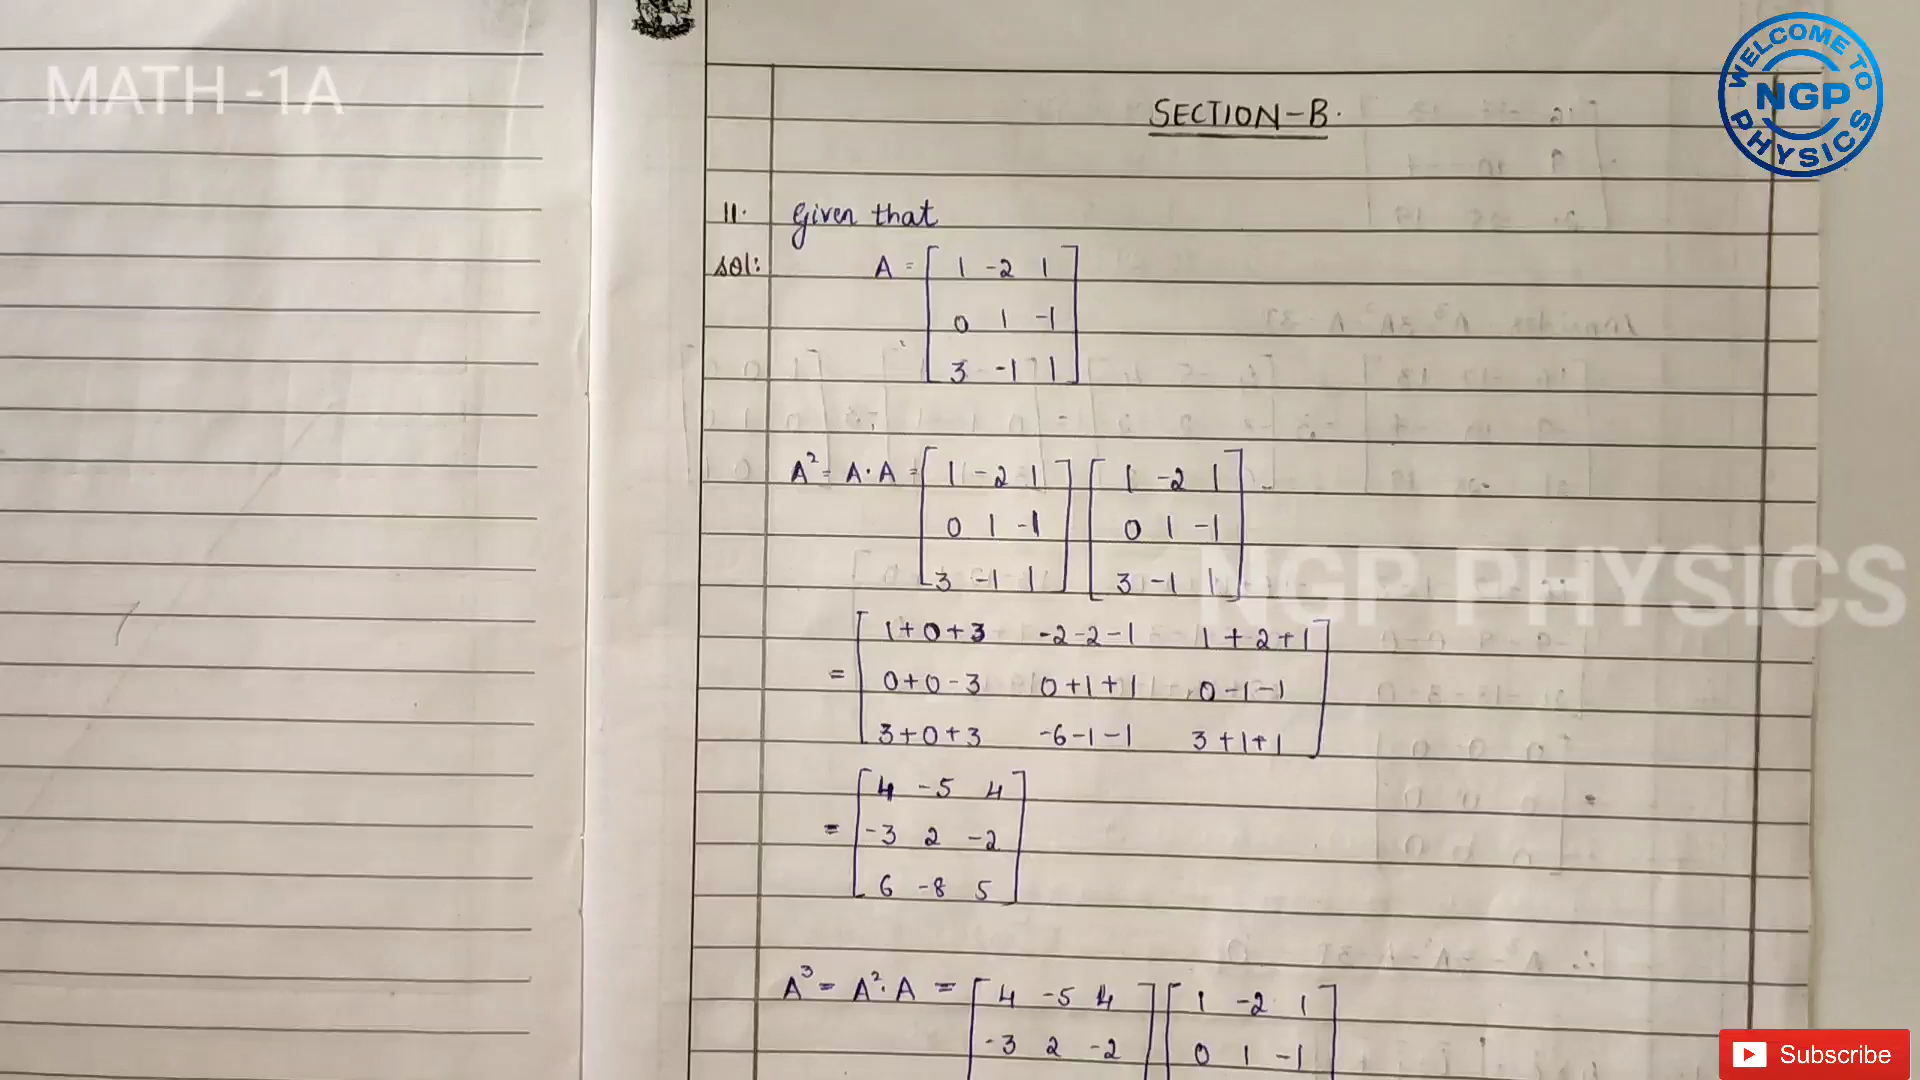 MATH -1A
WELCOME TO
NGP
PHYSICS
SECTION-B.
11. Given that
Sol: A = [ 1 -2 1
0 1 -1
3 -1 1 ]
A² = A·A = [ 1 -2 1 ] [ 1 -2 1 ]
0 1 -1 0 1 -1
3 -1 1 3 -1 1
NGP PHYSICS
1+0+3 -2-2-1 1+2+1
= 0+0-3 0+1+1 0-1-1
3+0+3 -6-1-1 3+1+1
4 -5 4
= -3 2 -2
6 -8 5
A³ = A²·A = [ 4 -5 4 ] [ 1 -2 1 ]
-3 2 -2 0 1 -1
Subscribe